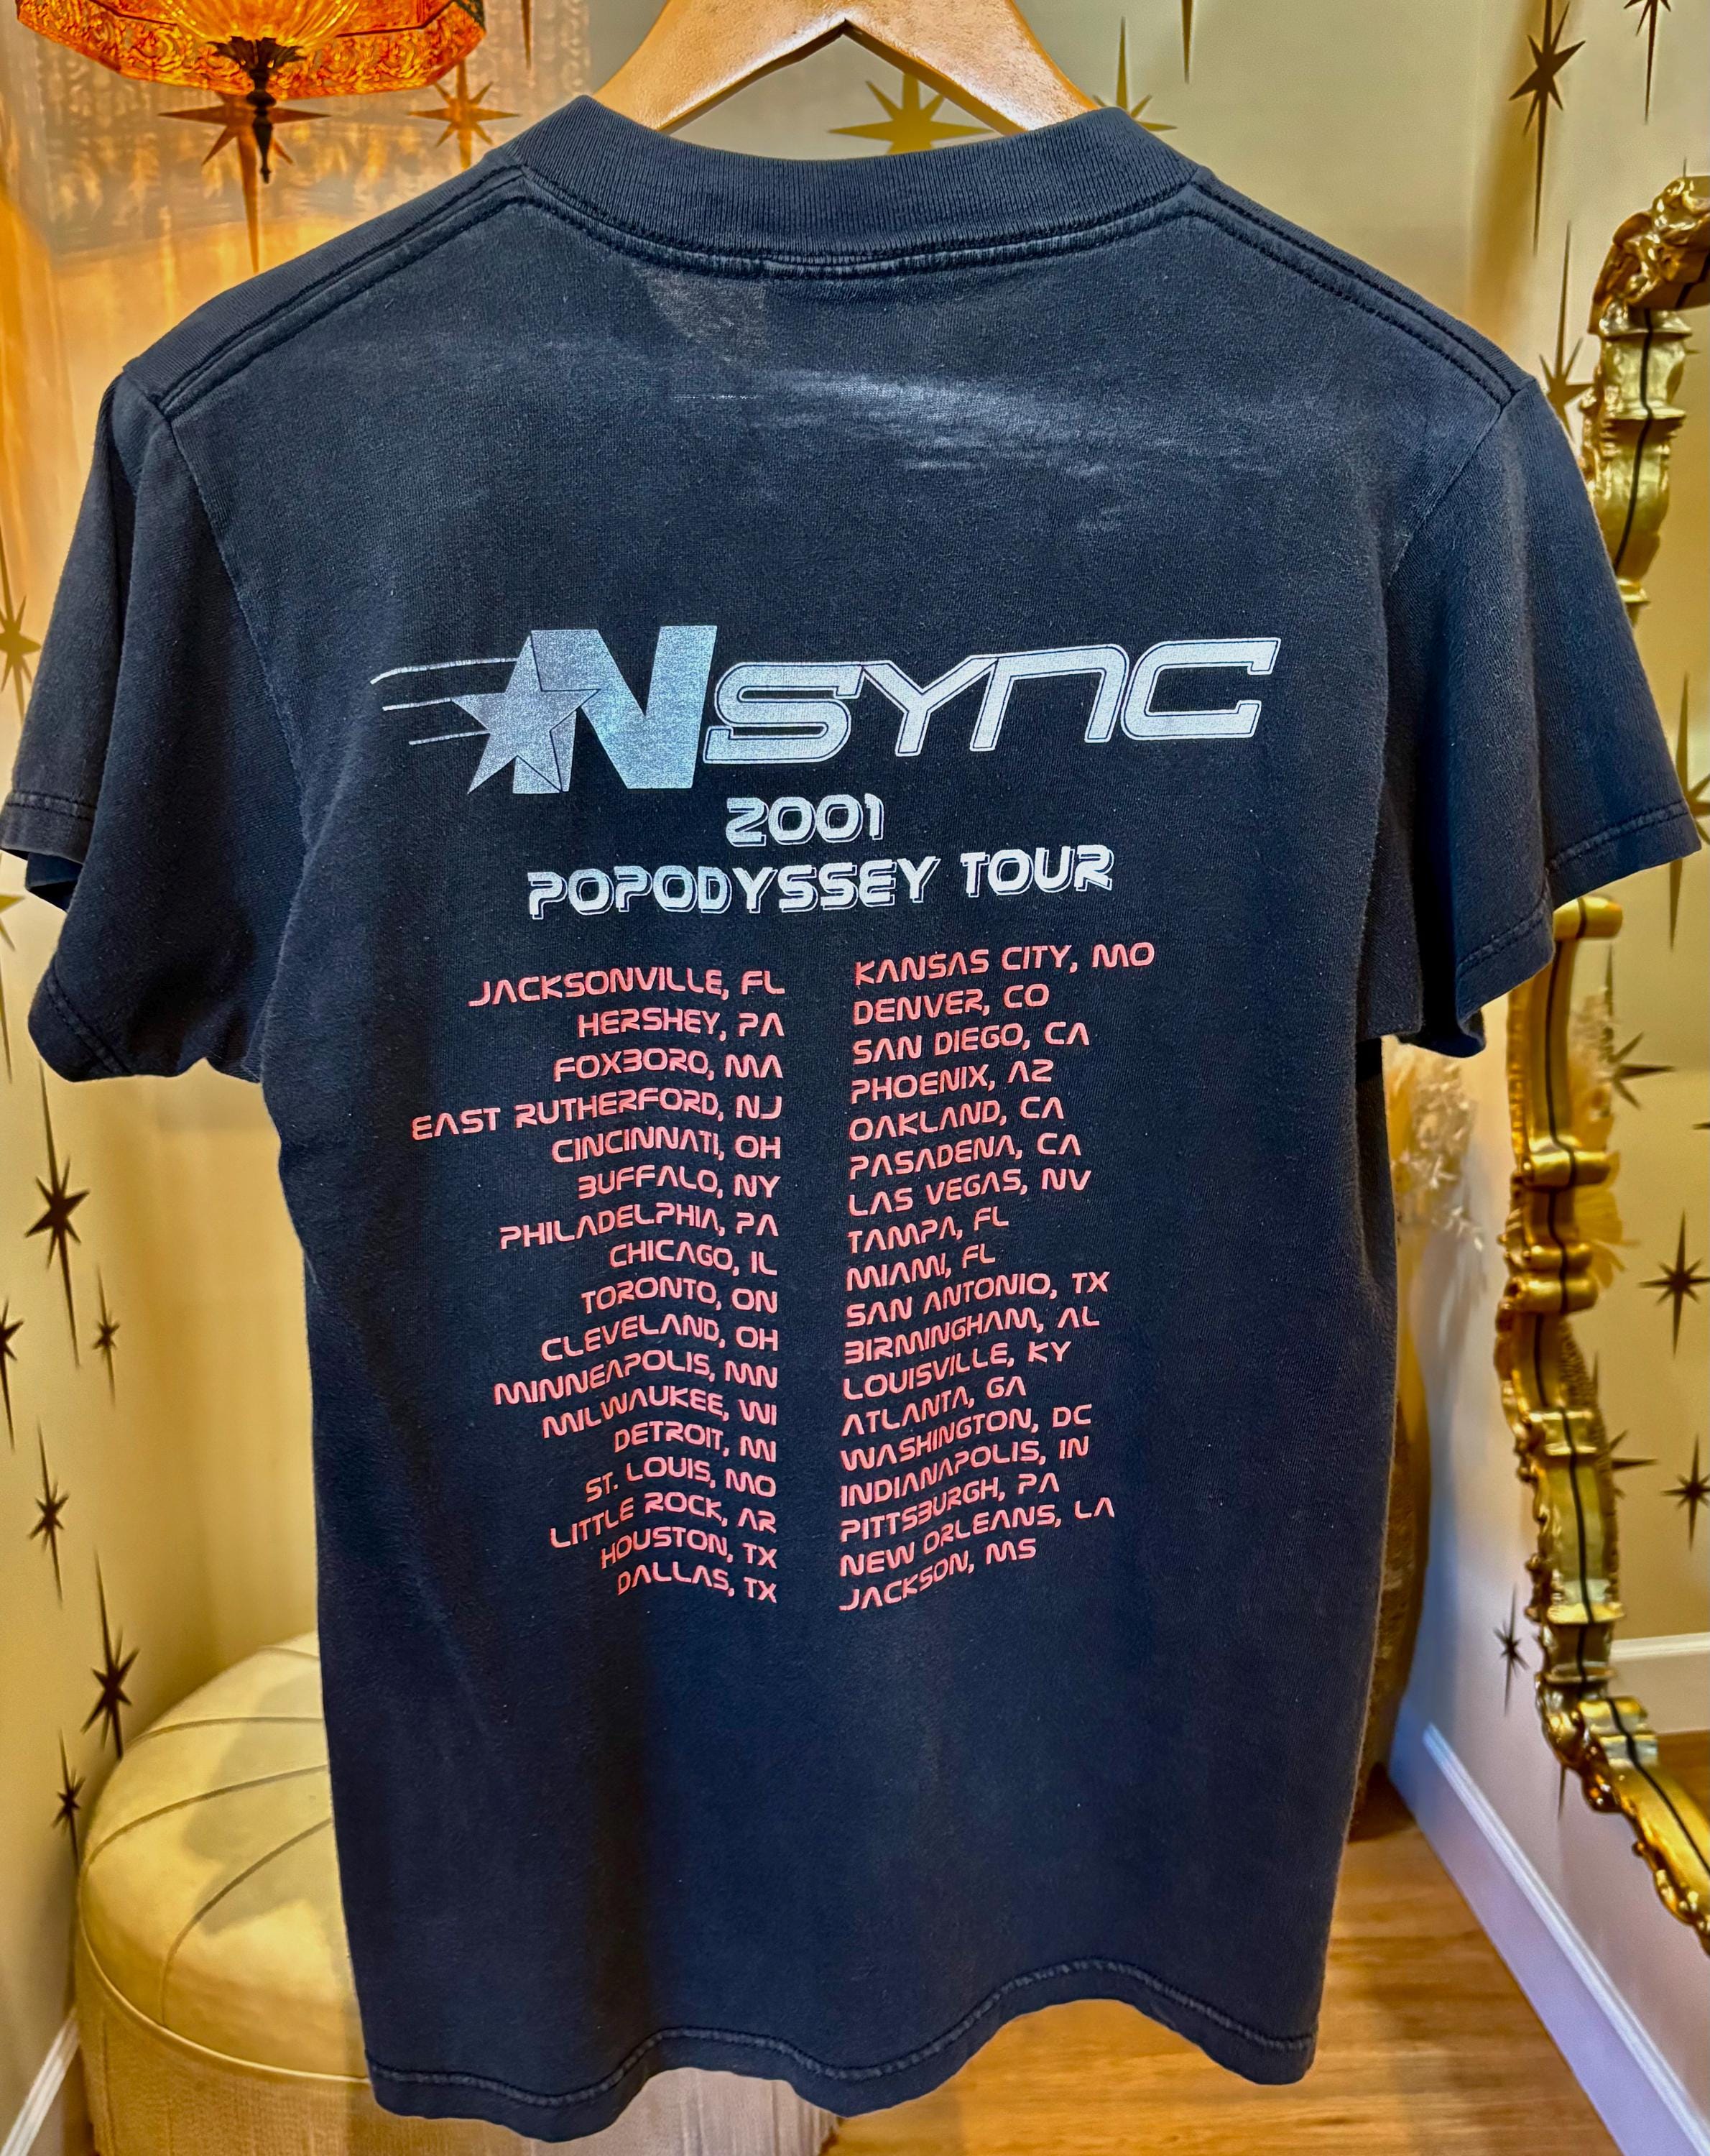 NSYNC
2001
POPODYSSEY TOUR
JACKSONVILLE, FL
HERSHEY, PA
FOXBORO, MA
EAST RUTHERFORD, NJ
CINCINNATI, OH
BUFFALO, NY
PHILADELPHIA, PA
CHICAGO, IL
TORONTO, ON
CLEVELAND, OH
MINNEAPOLIS, MN
MILWAUKEE, WI
DETROIT, MI
ST. LOUIS, MO
LITTLE ROCK, AR
HOUSTON, TX
DALLAS, TX
KANSAS CITY, MO
DENVER, CO
SAN DIEGO, CA
PHOENIX, AZ
OAKLAND, CA
PASADENA, CA
LAS VEGAS, NV
TAMPA, FL
MIAMI, FL
SAN ANTONIO, TX
BIRMINGHAM, AL
LOUISVILLE, KY
ATLANTA, GA
WASHINGTON, DC
INDIANAPOLIS, IN
PITTSBURGH, PA
NEW ORLEANS, LA
JACKSON, MS